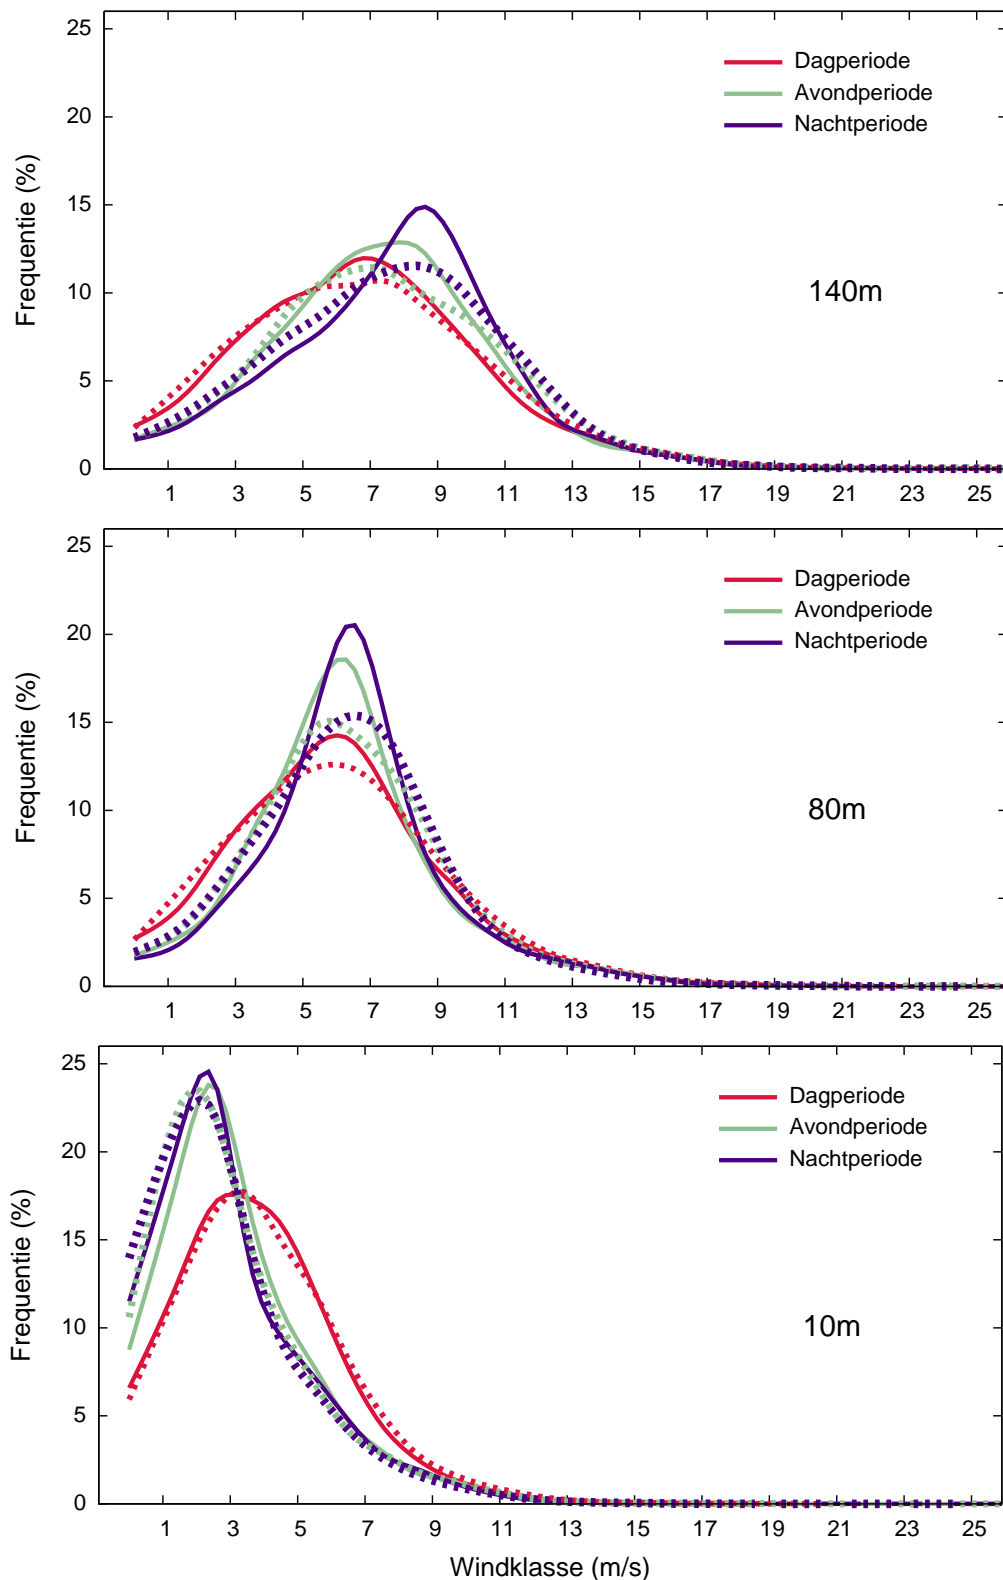 25
20
15
10
5
0
Frequentie (%)
Dagperiode
Avondperiode
Nachtperiode
140m
1 3 5 7 9 11 13 15 17 19 21 23 25
25
20
15
10
5
0
Frequentie (%)
Dagperiode
Avondperiode
Nachtperiode
80m
1 3 5 7 9 11 13 15 17 19 21 23 25
25
20
15
10
5
0
Frequentie (%)
Dagperiode
Avondperiode
Nachtperiode
10m
1 3 5 7 9 11 13 15 17 19 21 23 25
Windklasse (m/s)